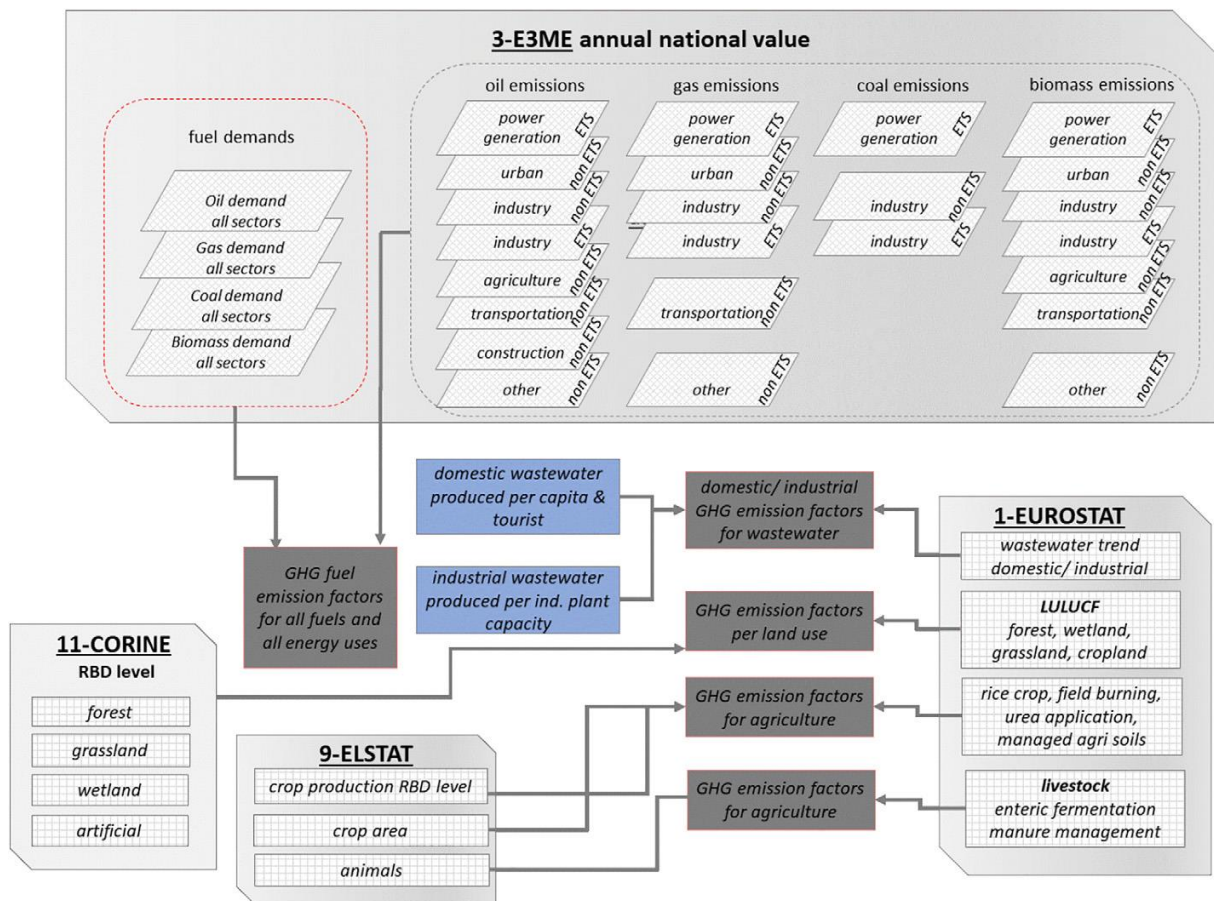 3-E3ME annual national value
fuel demands
Oil demand
all sectors
Gas demand
all sectors
Coal demand
all sectors
Biomass demand
all sectors
oil emissions
power
generation
ETS
urban
non ETS
industry
non ETS
industry
ETS
agriculture
non ETS
transportation
non ETS
construction
non ETS
other
non ETS
gas emissions
power
generation
ETS
urban
non ETS
industry
non ETS
industry
ETS
transportation
non ETS
other
non ETS
coal emissions
power
generation
ETS
industry
non ETS
industry
ETS
biomass emissions
power
generation
ETS
urban
non ETS
industry
non ETS
industry
ETS
agriculture
non ETS
transportation
non ETS
other
non ETS
domestic wastewater
produced per capita &
tourist
industrial wastewater
produced per ind. plant
capacity
GHG fuel
emission factors
for all fuels and
all energy uses
domestic/ industrial
GHG emission factors
for wastewater
GHG emission factors
per land use
GHG emission factors
for agriculture
GHG emission factors
for agriculture
1-EUROSTAT
wastewater trend
domestic/ industrial
LULUCF
forest, wetland,
grassland, cropland
rice crop, field burning,
urea application,
managed agri soils
livestock
enteric fermentation
manure management
11-CORINE
RBD level
forest
grassland
wetland
artificial
9-ELSTAT
crop production RBD level
crop area
animals